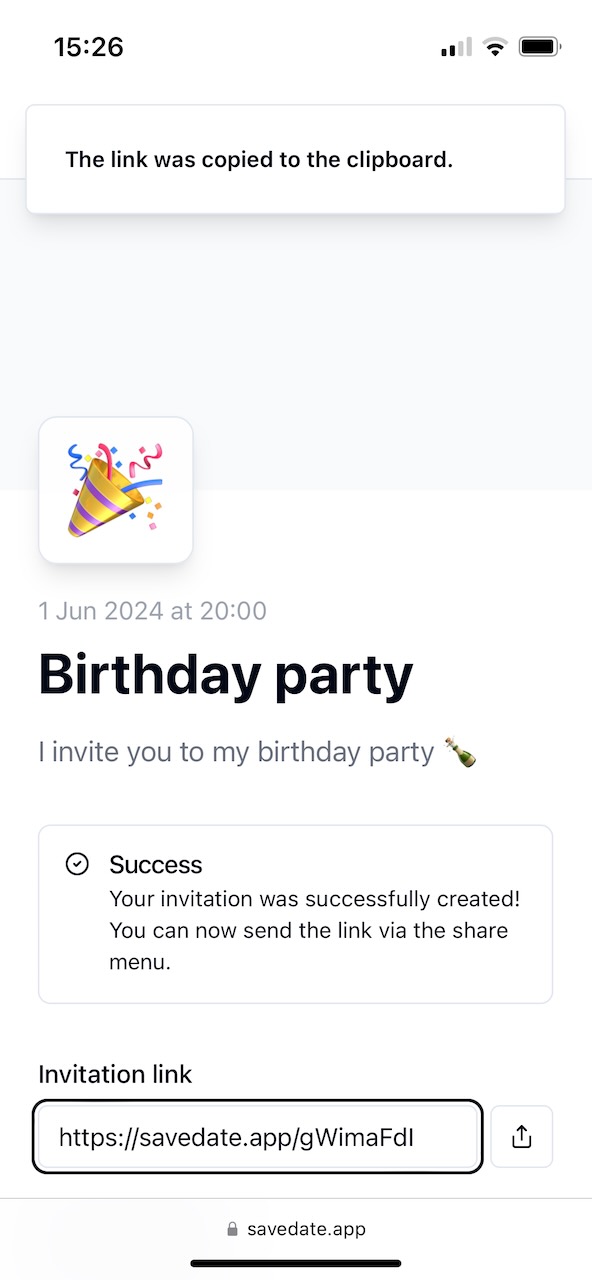 15:26
The link was copied to the clipboard.
1 Jun 2024 at 20:00
Birthday party
I invite you to my birthday party 🍾
Success
Your invitation was successfully created!
You can now send the link via the share
menu.
Invitation link
https://savedate.app/gWimaFdI
savedate.app